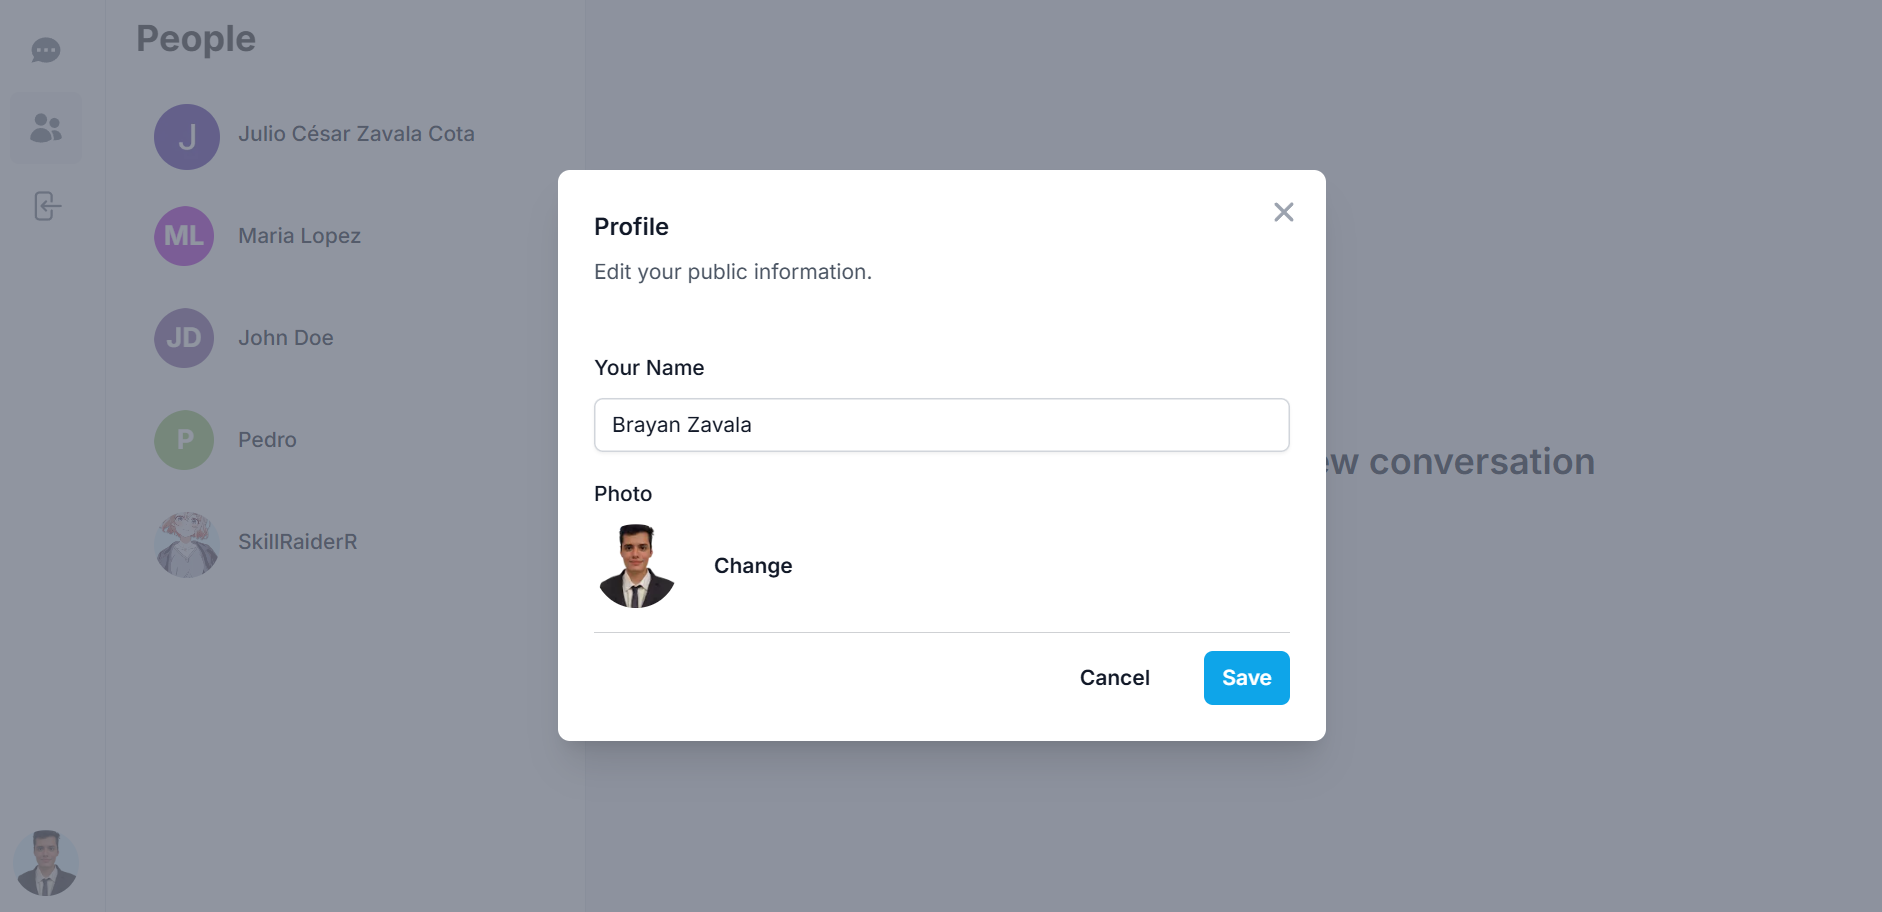 People
J
Julio César Zavala Cota
ML
Maria Lopez
JD
John Doe
P
Pedro
SkillRaiderR
Profile
Edit your public information.
Your Name
Brayan Zavala
Photo
Change
Cancel
Save
ew conversation